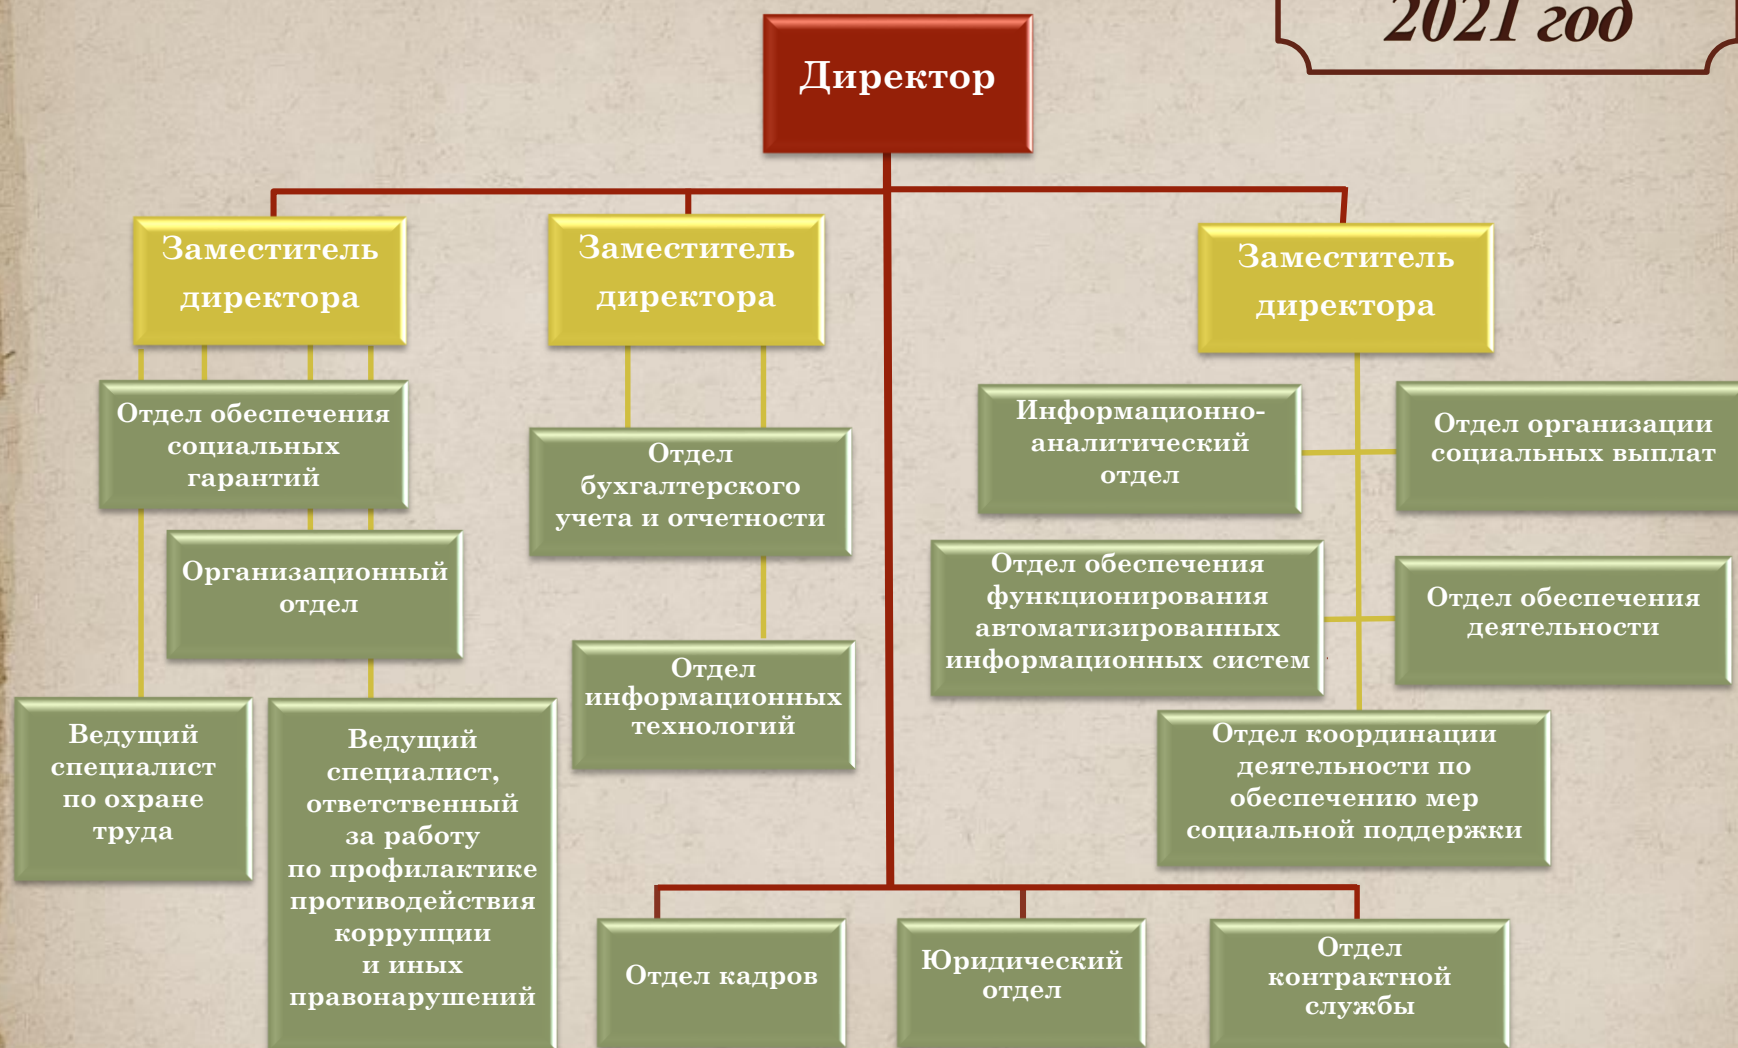 2021 год
Директор
Заместитель
директора
Заместитель
директора
Заместитель
директора
Отдел обеспечения
социальных
гарантий
Организационный
отдел
Ведущий
специалист
по охране
труда
Ведущий
специалист,
ответственный
за работу
по профилактике
противодействия
коррупции
и иных
правонарушений
Отдел
бухгалтерского
учета и отчетности
Отдел
информационных
технологий
Информационно-
аналитический
отдел
Отдел организации
социальных выплат
Отдел обеспечения
функционирования
автоматизированных
информационных систем
Отдел обеспечения
деятельности
Отдел координации
деятельности по
обеспечению мер
социальной поддержки
Отдел кадров
Юридический
отдел
Отдел
контрактной
службы